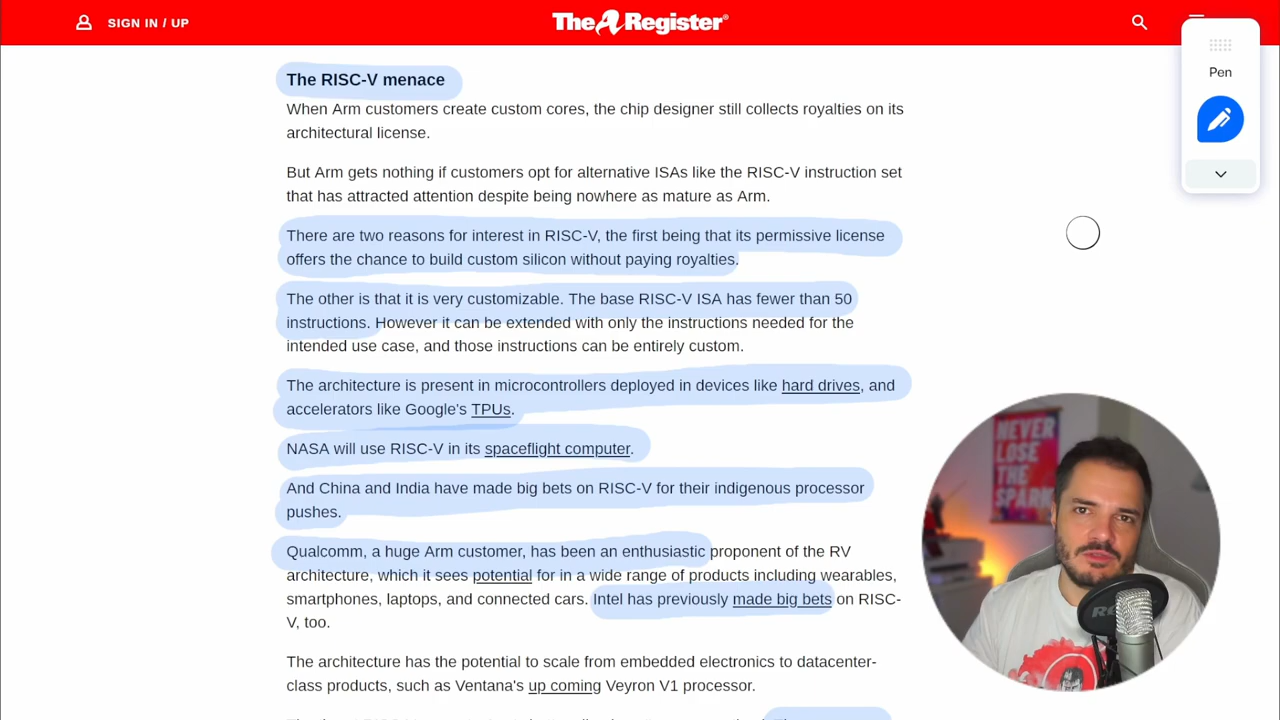 SIGN IN / UP
The Register®
Pen
The RISC-V menace
When Arm customers create custom cores, the chip designer still collects royalties on its
architectural license.
But Arm gets nothing if customers opt for alternative ISAs like the RISC-V instruction set
that has attracted attention despite being nowhere as mature as Arm.
There are two reasons for interest in RISC-V, the first being that its permissive license
offers the chance to build custom silicon without paying royalties.
The other is that it is very customizable. The base RISC-V ISA has fewer than 50
instructions. However it can be extended with only the instructions needed for the
intended use case, and those instructions can be entirely custom.
The architecture is present in microcontrollers deployed in devices like hard drives, and
accelerators like Google's TPUs.
NASA will use RISC-V in its spaceflight computer.
And China and India have made big bets on RISC-V for their indigenous processor
pushes.
Qualcomm, a huge Arm customer, has been an enthusiastic proponent of the RV
architecture, which it sees potential for in a wide range of products including wearables,
smartphones, laptops, and connected cars. Intel has previously made big bets on RISC-
V, too.
The architecture has the potential to scale from embedded electronics to datacenter-
class products, such as Ventana's up coming Veyron V1 processor.
NEVER
LOSE
THE
SPARK